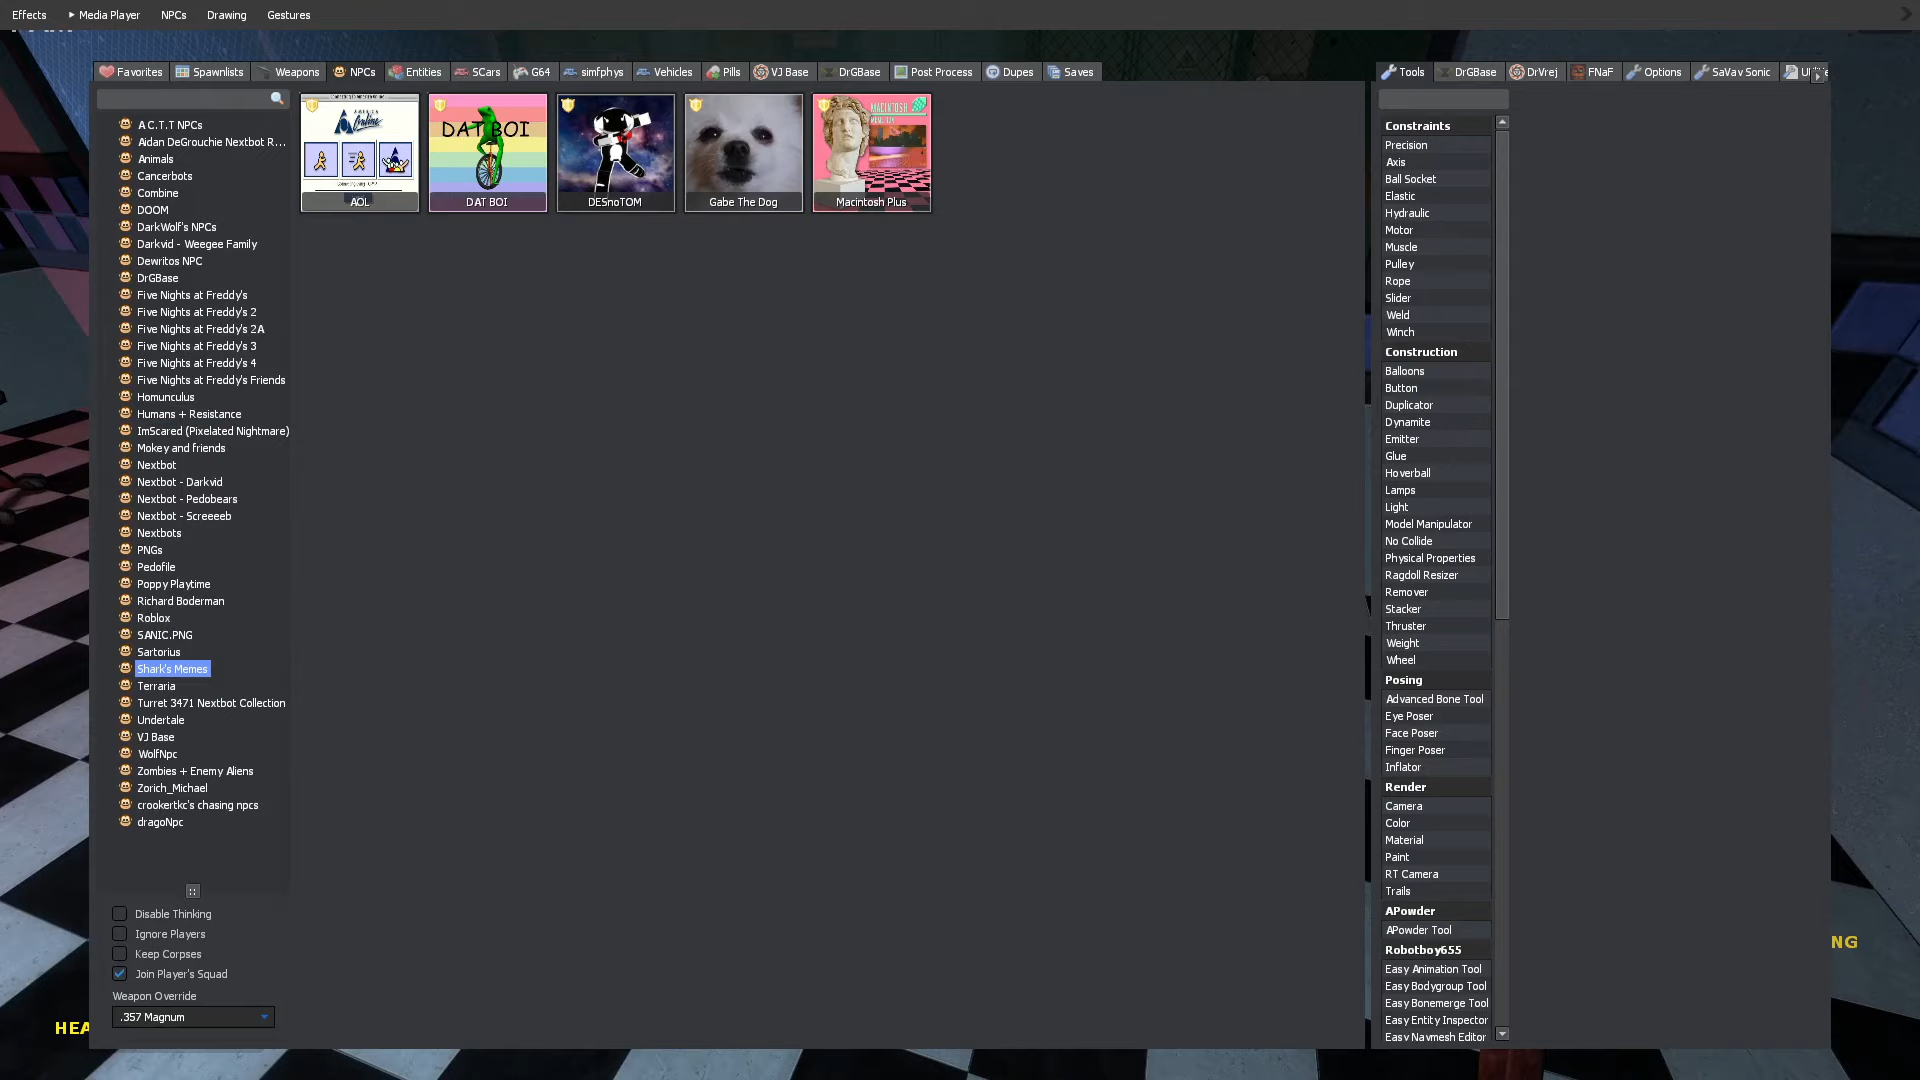 Effects
Media Player
NPCs
Drawing
Gestures
Favorites
Spawnlists
Weapons
NPCs
Entities
SCars
G64
simfphys
Vehicles
Pills
VJ Base
DrGBase
Post Process
Dupes
Saves
Tools
DrGBase
DrVrej
FNaF
Options
SaVav Sonic
A.C.T.T NPCs
Aidan DeGrouchie Nextbot R...
Animals
Cancerbots
Combine
DOOM
DarkWolf's NPCs
Darkvid - Weegee Family
Dewritos NPC
DrGBase
Five Nights at Freddy's
Five Nights at Freddy's 2
Five Nights at Freddy's 2A
Five Nights at Freddy's 3
Five Nights at Freddy's 4
Five Nights at Freddy's Friends
Homunculus
Humans + Resistance
ImScared (Pixelated Nightmare)
Mokey and friends
Nextbot
Nextbot - Darkvid
Nextbot - Pedobears
Nextbot - Screeeeb
Nextbots
PNGs
Pedofile
Poppy Playtime
Richard Boderman
Roblox
SANIC.PNG
Sartorius
Shark's Memes
Terraria
Turret 3471 Nextbot Collection
Undertale
VJ Base
WolfNpc
Zombies + Enemy Aliens
Zorich_Michael
crookertkc's chasing npcs
dragoNpc
Disable Thinking
Ignore Players
Keep Corpses
Join Player's Squad
Weapon Override
.357 Magnum
HEA
AOL
DAT BOI
DAT BOI
DESnoTOM
Gabe The Dog
MACINTOSH
Macintosh Plus
Constraints
Precision
Axis
Ball Socket
Elastic
Hydraulic
Motor
Muscle
Pulley
Rope
Slider
Weld
Winch
Construction
Balloons
Button
Duplicator
Dynamite
Emitter
Glue
Hoverball
Lamps
Light
Model Manipulator
No Collide
Physical Properties
Ragdoll Resizer
Remover
Stacker
Thruster
Weight
Wheel
Posing
Advanced Bone Tool
Eye Poser
Face Poser
Finger Poser
Inflator
Render
Camera
Color
Material
Paint
RT Camera
Trails
APowder
APowder Tool
Robotboy655
Easy Animation Tool
Easy Bodygroup Tool
Easy Bonemerge Tool
Easy Entity Inspector
Easy Navmesh Editor
NG